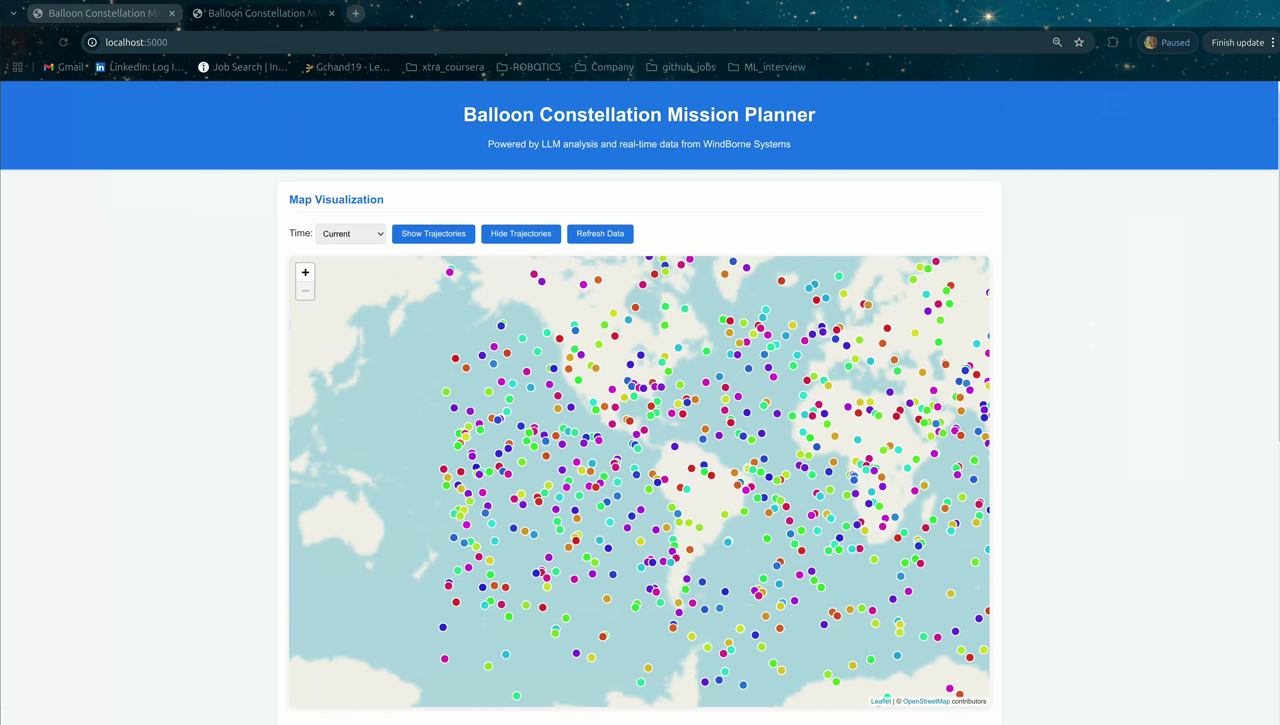 Balloon Constellation Mi
Balloon Constellation M
localhost:5000
Paused
Finish update
Gmail
LinkedIn: Log I...
Job Search | In...
Gchand19 - Le...
xtra_coursera
ROBOTICS
Company
github_jobs
ML_interview
Balloon Constellation Mission Planner
Powered by LLM analysis and real-time data from WindBorne Systems
Map Visualization
Time: Current Show Trajectories Hide Trajectories Refresh Data
+
−
Leaflet | © OpenStreetMap contributors